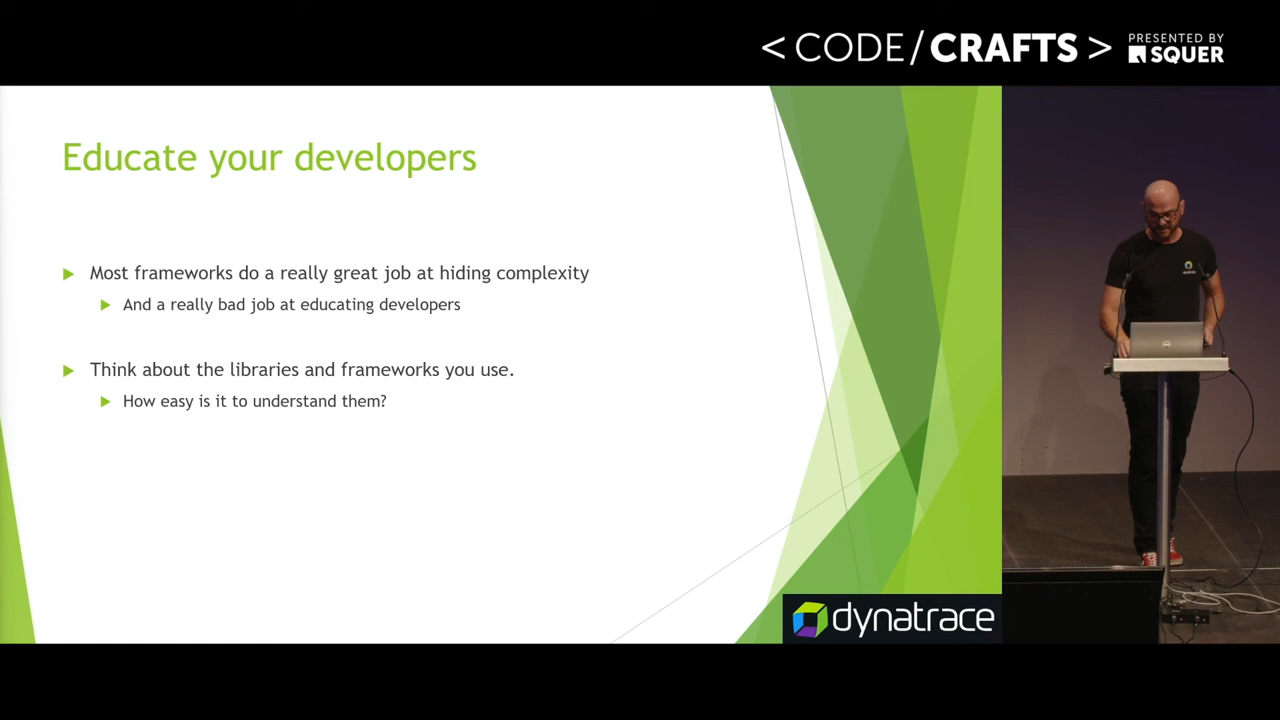 < CODE/CRAFTS >
PRESENTED BY
SQUER
Educate your developers
Most frameworks do a really great job at hiding complexity
And a really bad job at educating developers
Think about the libraries and frameworks you use.
How easy is it to understand them?
dynatrace